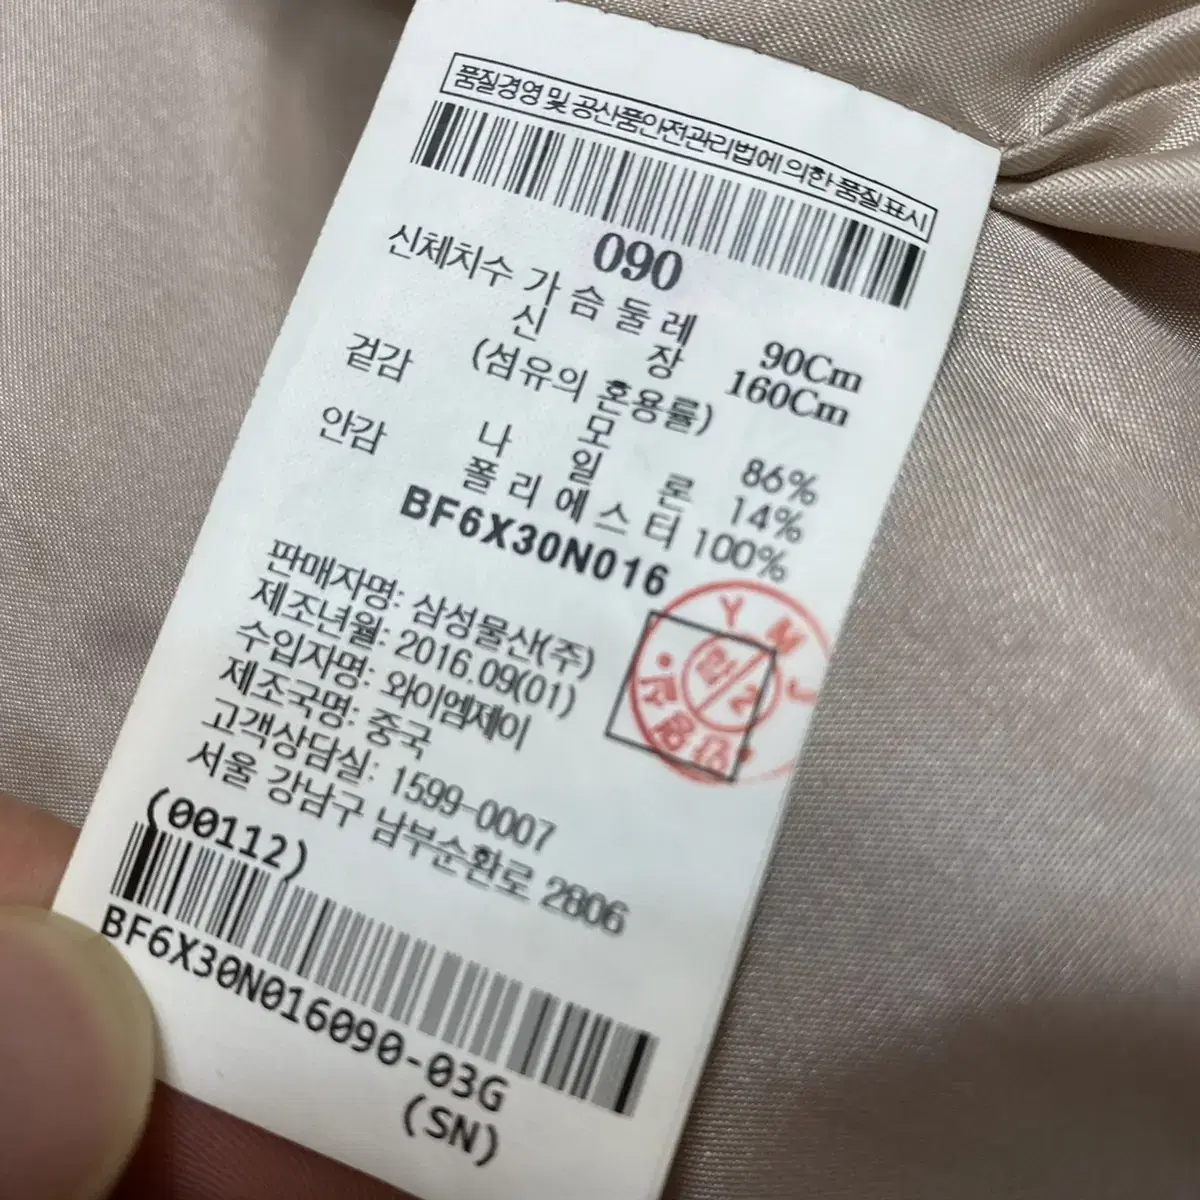 품질경영 및 공산품안전관리법에 의한 품질표시
090
신체치수 가슴둘레 90Cm
신 장 160Cm
(섬유의 혼용률)
겉감 모 86%
나 일 론 14%
안감 폴리에스터 100%
BF6X30N016
판매자명: 삼성물산(주)
제조년월: 2016.09(01)
수입자명: 와이엠제이
제조국명: 중국
고객상담실: 1599-0007
서울 강남구 남부순환로 2806
(00112)
BF6X30N016090-03G
(SN)
Y M J